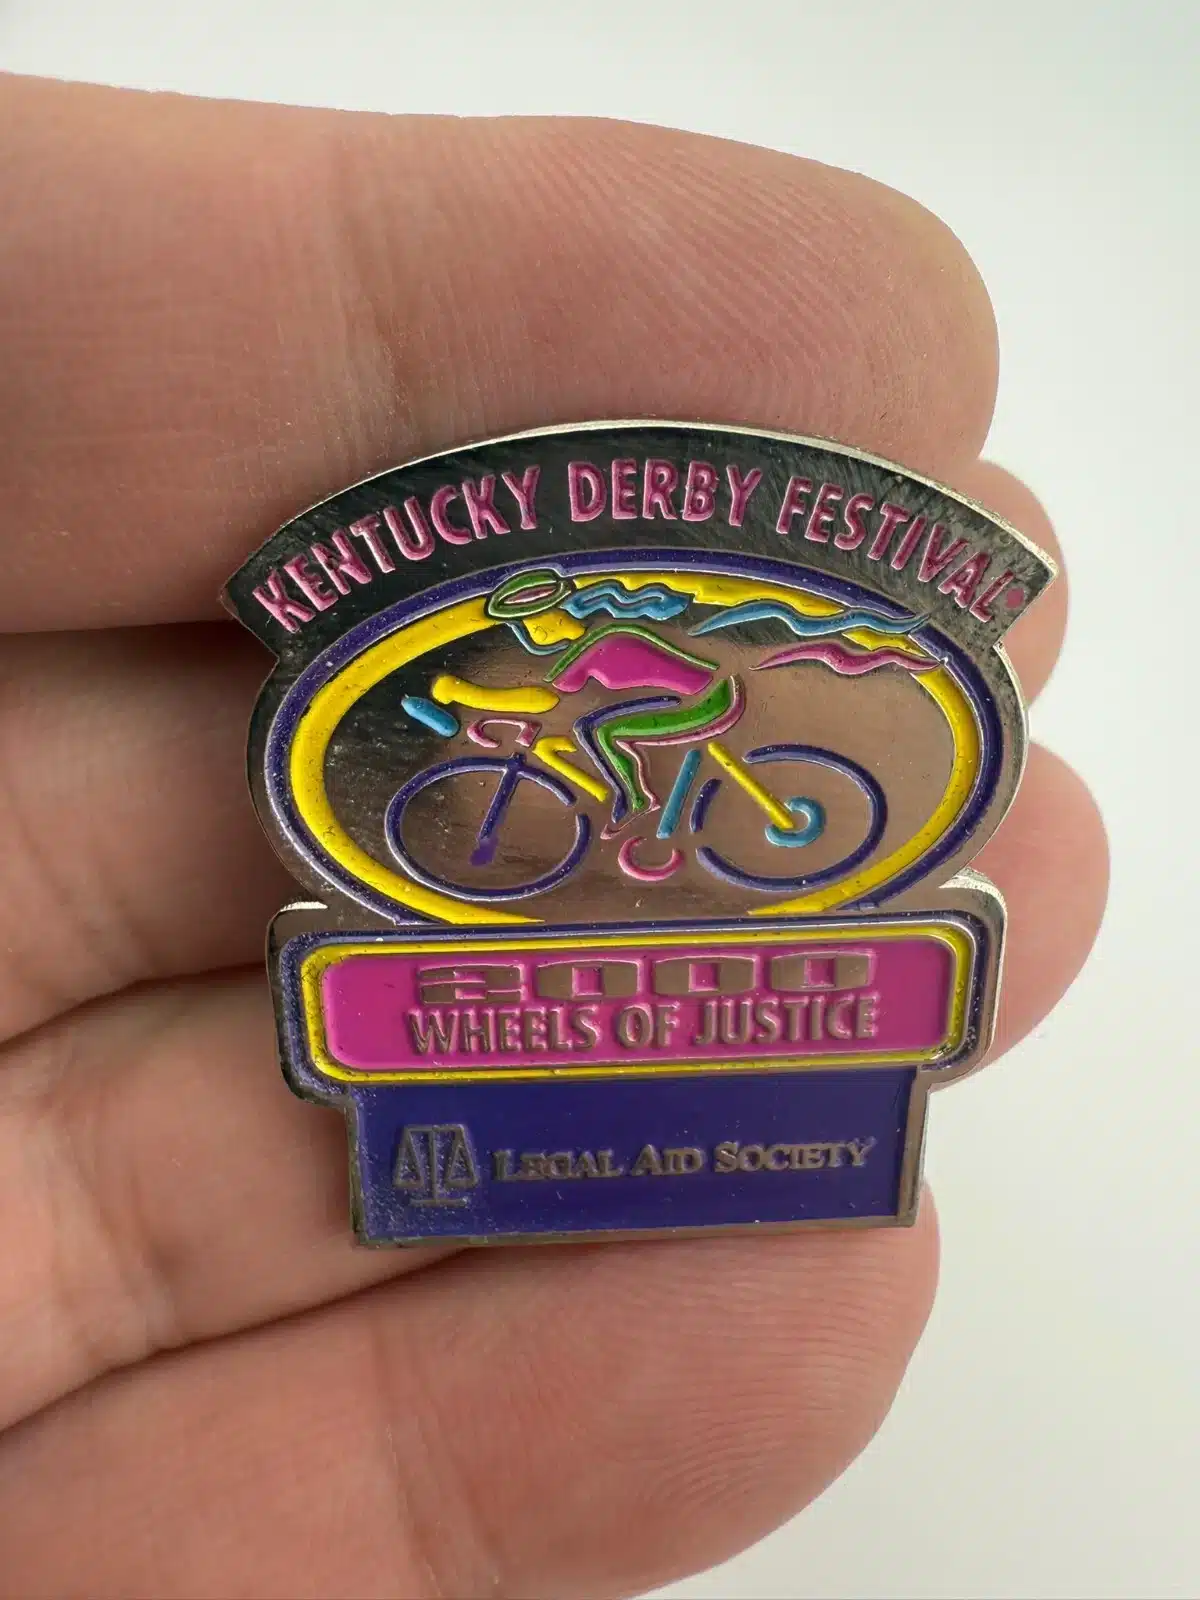 KENTUCKY DERBY FESTIVAL
2000
WHEELS OF JUSTICE
LEGAL AID SOCIETY